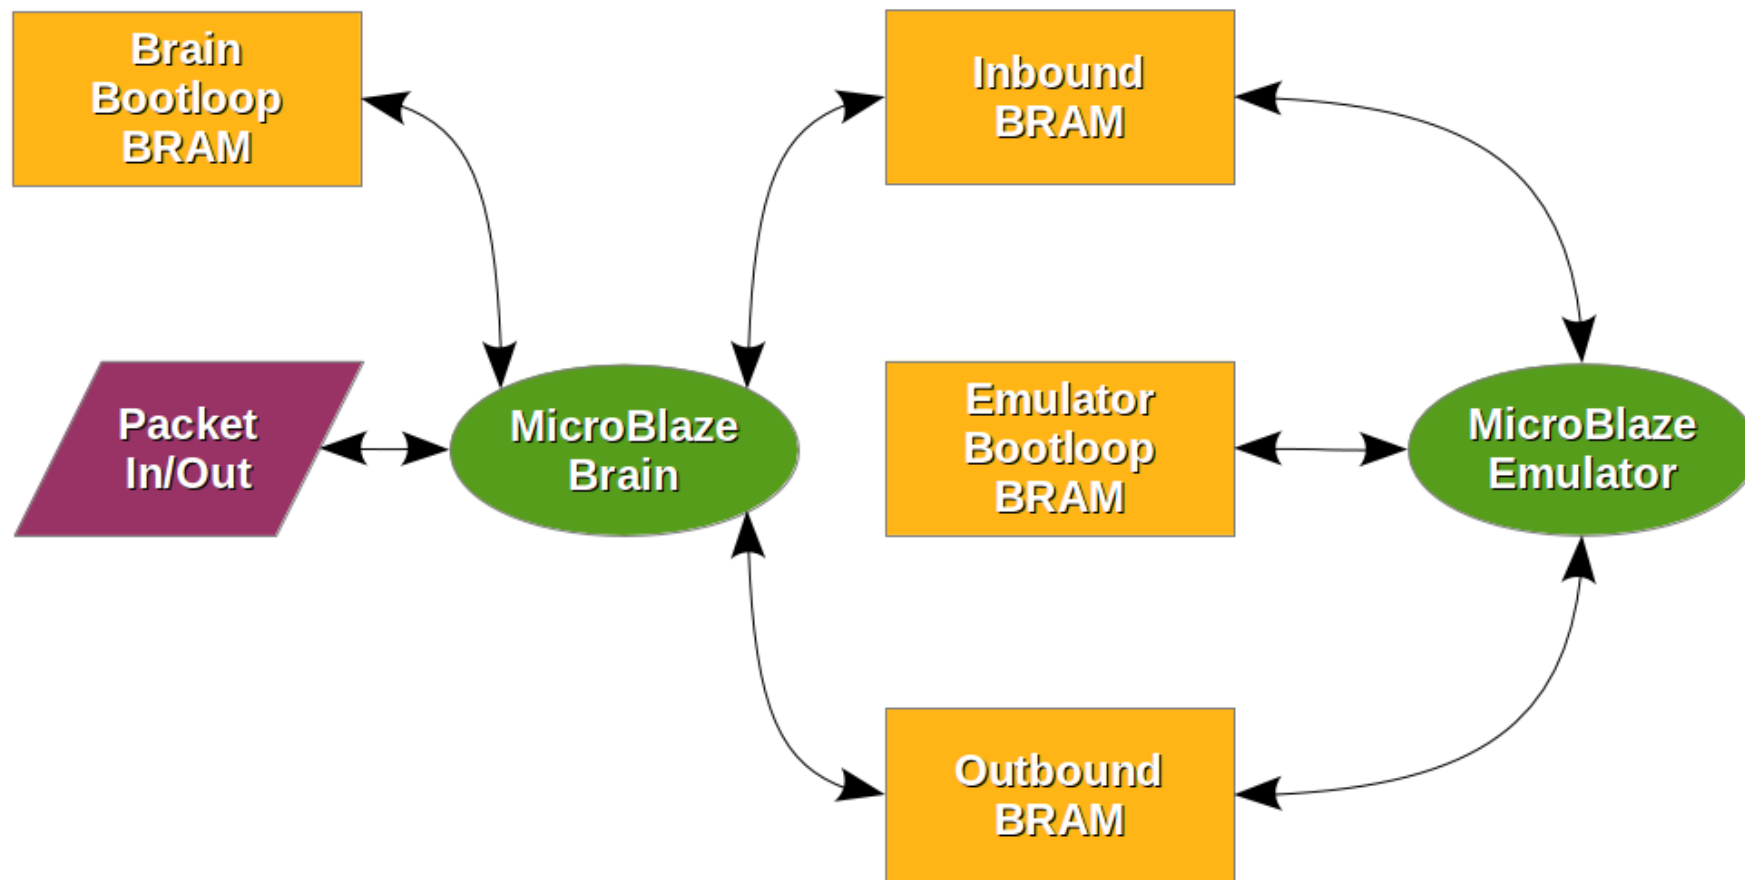 Brain
Bootloop
BRAM
Inbound
BRAM
Packet
In/Out
MicroBlaze
Brain
Emulator
Bootloop
BRAM
MicroBlaze
Emulator
Outbound
BRAM